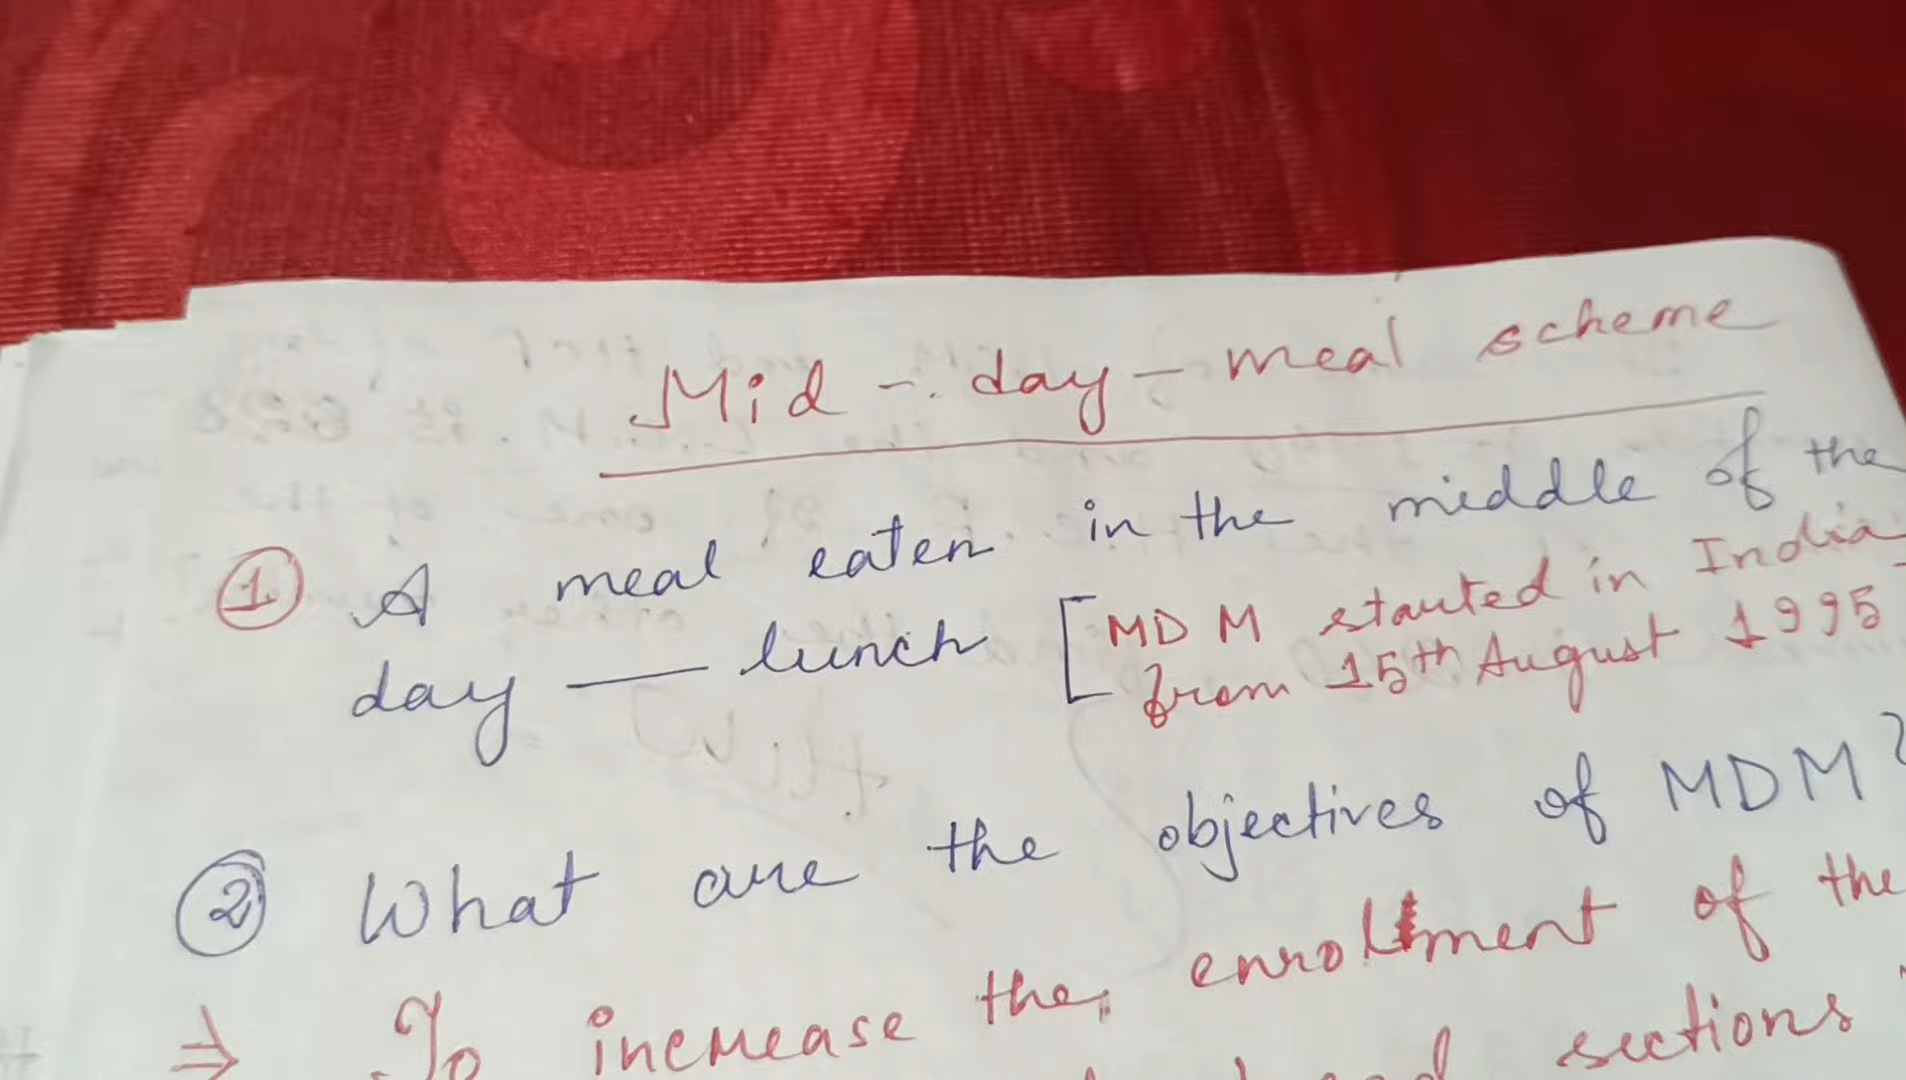 Mid - day - meal scheme
① A meal eaten in the middle of the
day — lunch [MDM started in India
from 15th August 1995
② What are the objectives of MDM?
⇒ To increase the enrollment of the
sections